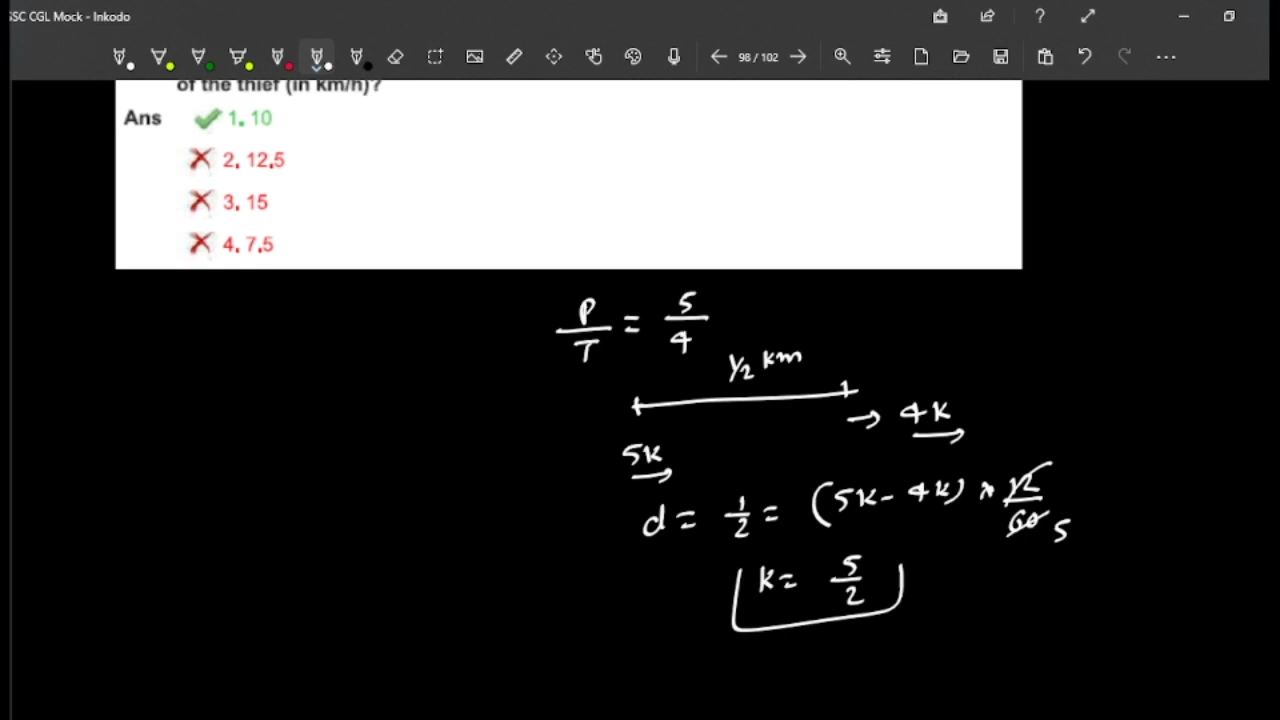 SSC CGL Mock - Inkodo
98 / 102
of the thief (in km/h)?
Ans 1. 10
2. 12.5
3. 15
4. 7.5
P/T = 5/4
1/2 km
→ 4K
5K
d = 1/2 = (5K - 4K) × 12/60 5
K = 5/2